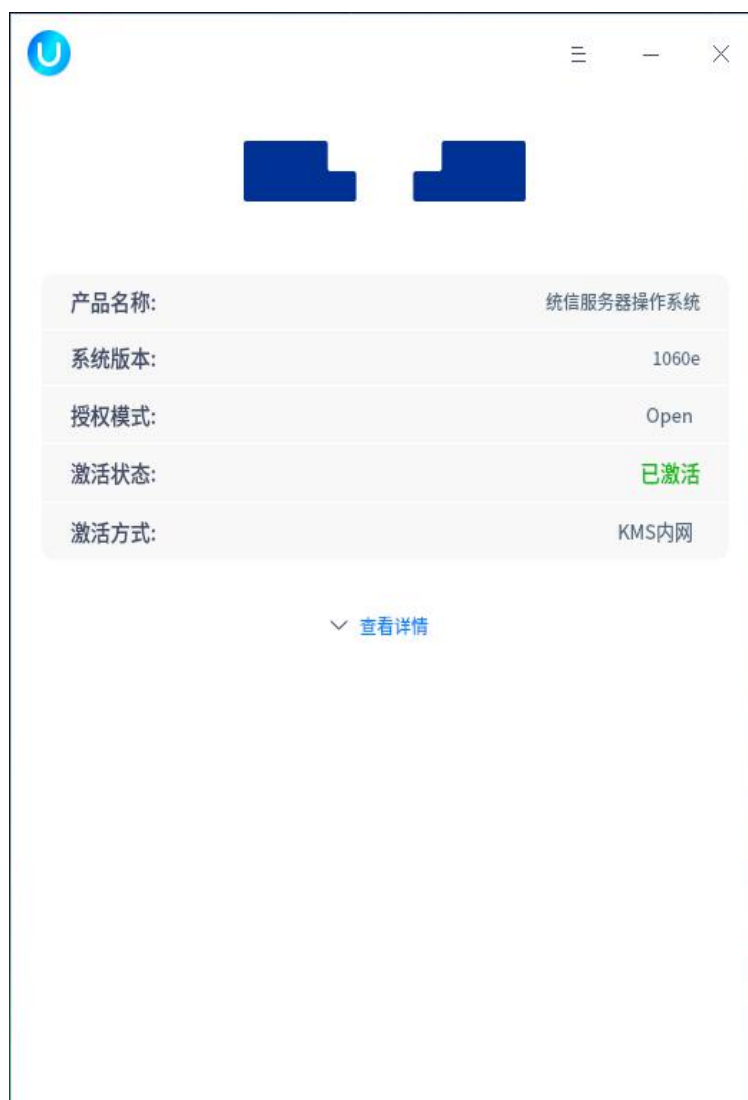 产品名称: 统信服务器操作系统
系统版本: 1060e
授权模式: Open
激活状态: 已激活
激活方式: KMS内网
查看详情